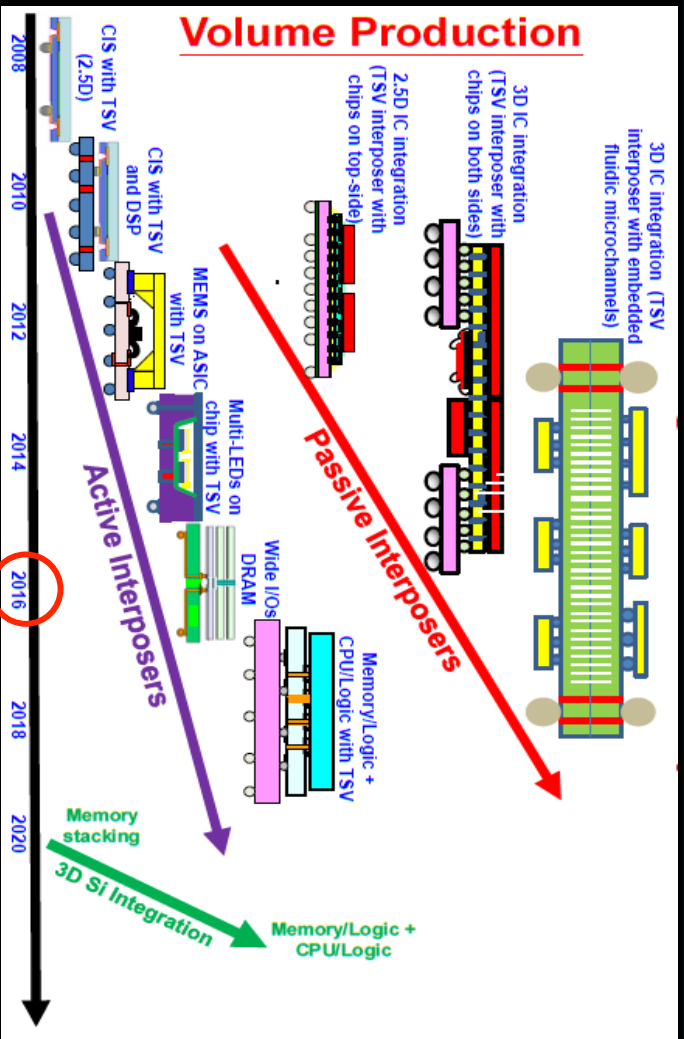 Volume Production
2008
2010
2012
2014
2016
2018
2020
CIS with TSV
(2.5D)
CIS with TSV
and DSP
MEMS on ASIC
with TSV
Multi-LEDs on
chip with TSV
Wide I/Os
DRAM
Memory/Logic +
CPU/Logic with TSV
Active Interposers
2.5D IC integration
(TSV interposer with
chips on top-side)
3D IC integration
(TSV interposer with
chips on both sides)
3D IC integration (TSV
interposer with embedded
fluidic microchannels)
Passive Interposers
Memory
stacking
3D Si Integration
Memory/Logic +
CPU/Logic